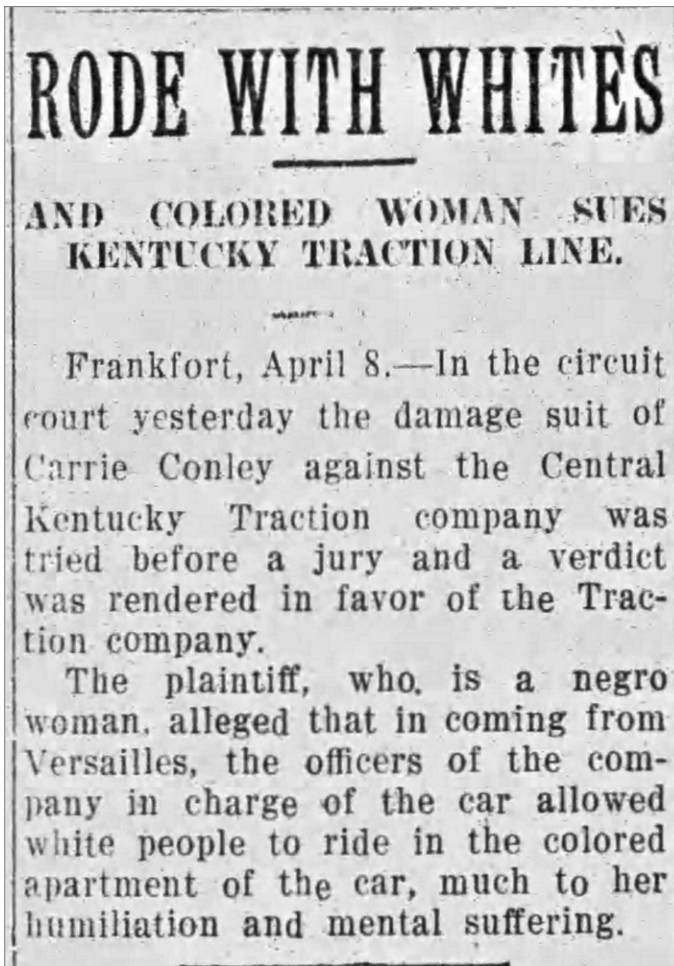 RODE WITH WHITES
AND COLORED WOMAN SUES
KENTUCKY TRACTION LINE.
Frankfort, April 8.—In the circuit
court yesterday the damage suit of
Carrie Conley against the Central
Kentucky Traction company was
tried before a jury and a verdict
was rendered in favor of the Trac-
tion company.
The plaintiff, who. is a negro
woman, alleged that in coming from
Versailles, the officers of the com-
pany in charge of the car allowed
white people to ride in the colored
apartment of the car, much to her
humiliation and mental suffering.